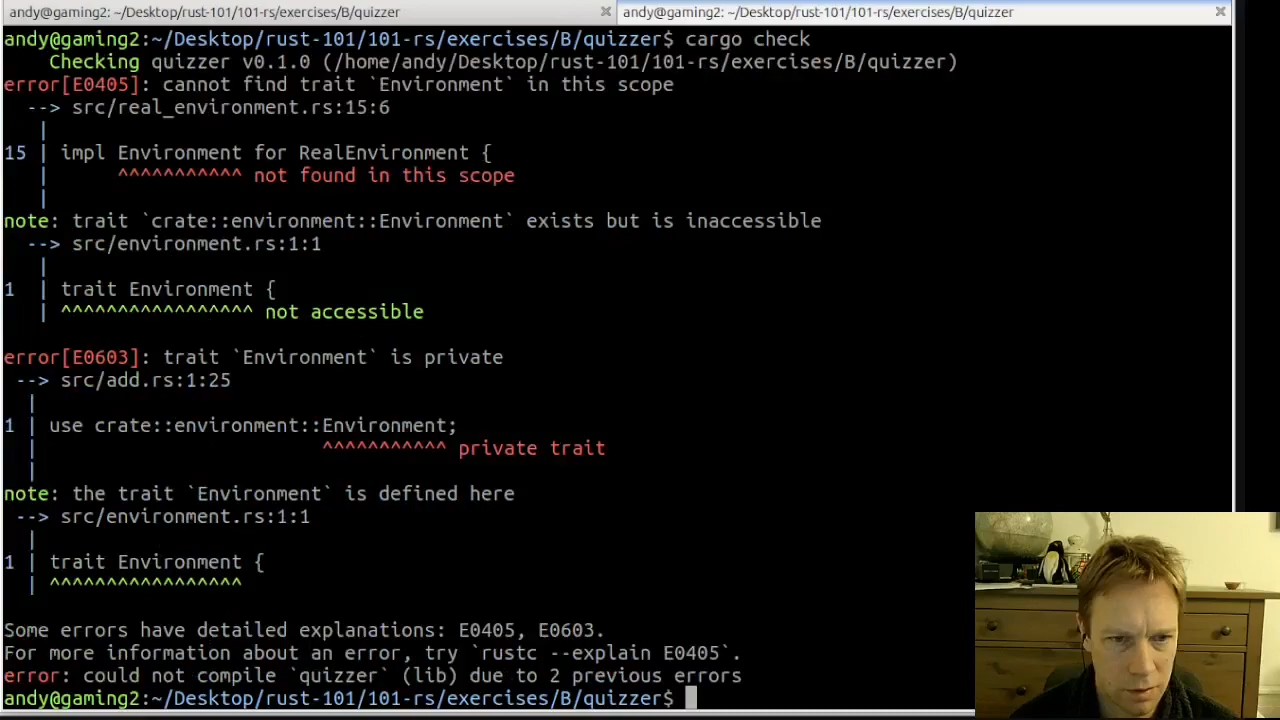 andy@gaming2: ~/Desktop/rust-101/101-rs/exercises/B/quizzer
andy@gaming2: ~/Desktop/rust-101/101-rs/exercises/B/quizzer
andy@gaming2:~/Desktop/rust-101/101-rs/exercises/B/quizzer$ cargo check
    Checking quizzer v0.1.0 (/home/andy/Desktop/rust-101/101-rs/exercises/B/quizzer)
error[E0405]: cannot find trait `Environment` in this scope
  --> src/real_environment.rs:15:6
   |
15 | impl Environment for RealEnvironment {
   |      ^^^^^^^^^^^ not found in this scope
   |
note: trait `crate::environment::Environment` exists but is inaccessible
  --> src/environment.rs:1:1
   |
1  | trait Environment {
   | ^^^^^^^^^^^^^^^^^ not accessible
error[E0603]: trait `Environment` is private
 --> src/add.rs:1:25
  |
1 | use crate::environment::Environment;
  |                         ^^^^^^^^^^^ private trait
  |
note: the trait `Environment` is defined here
 --> src/environment.rs:1:1
  |
1 | trait Environment {
  | ^^^^^^^^^^^^^^^^^
Some errors have detailed explanations: E0405, E0603.
For more information about an error, try `rustc --explain E0405`.
error: could not compile `quizzer` (lib) due to 2 previous errors
andy@gaming2:~/Desktop/rust-101/101-rs/exercises/B/quizzer$